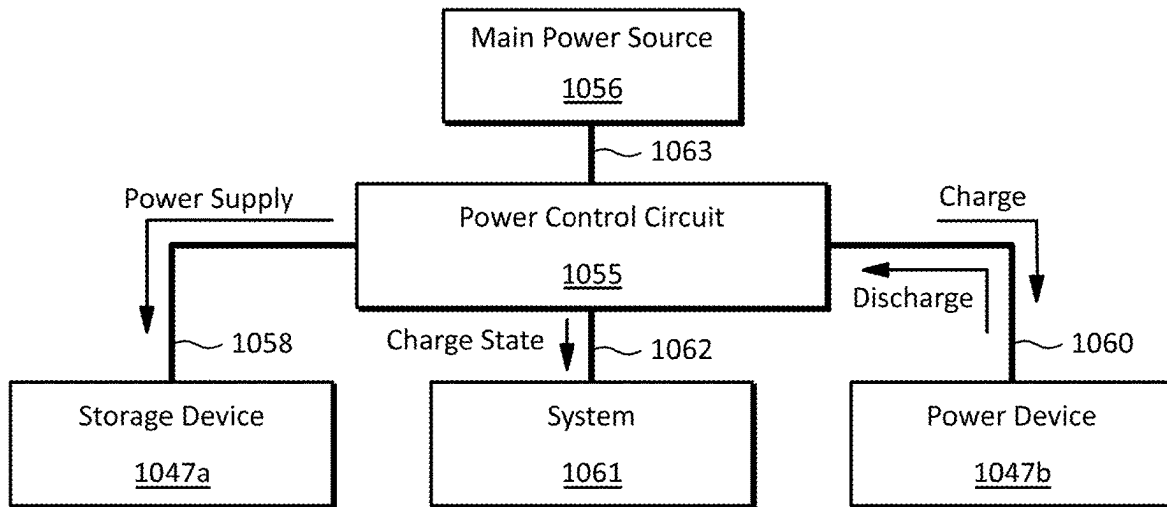 Main Power Source
1056
1063
Power Supply
Power Control Circuit
1055
Charge
Discharge
1058
Charge State
1062
1060
Storage Device
1047a
System
1061
Power Device
1047b